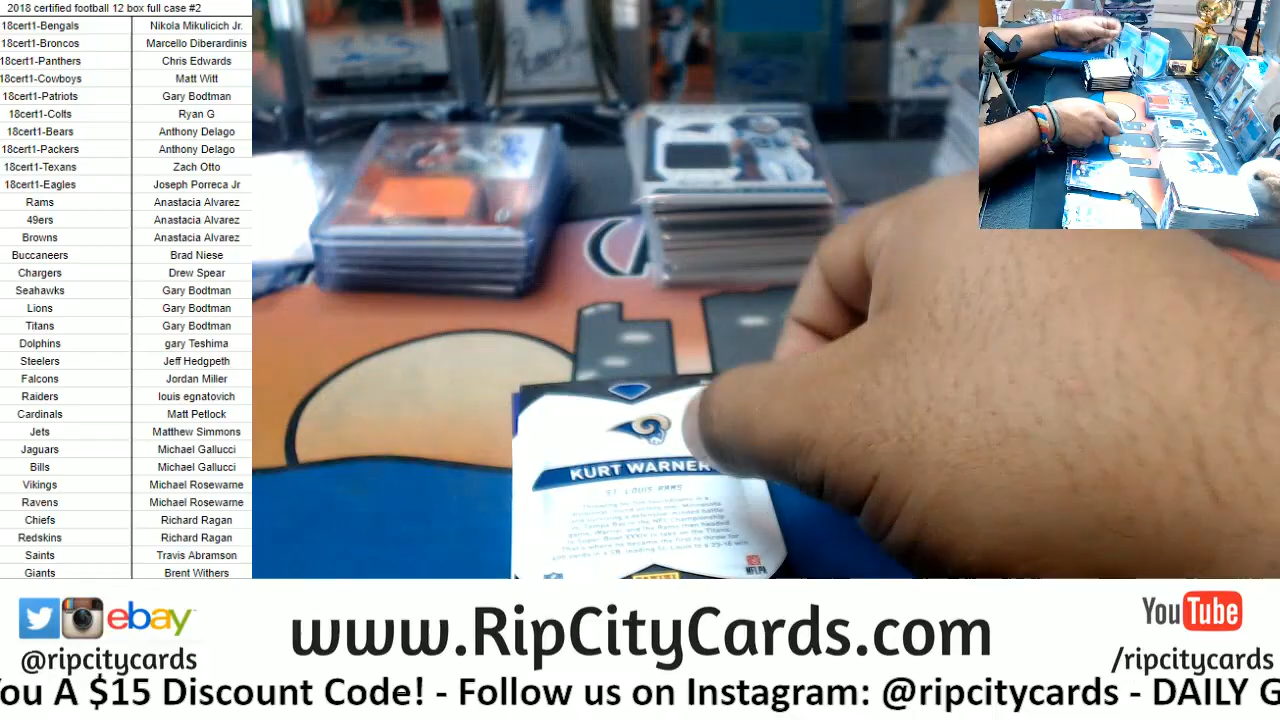 2018 certified football 12 box full case #2
18cert1-Bengals Nikola Mikulicich Jr.
18cert1-Broncos Marcello Diberardinis
18cert1-Panthers Chris Edwards
18cert1-Cowboys Matt Witt
18cert1-Patriots Gary Bodtman
18cert1-Colts Ryan G
18cert1-Bears Anthony Delago
18cert1-Packers Anthony Delago
18cert1-Texans Zach Otto
18cert1-Eagles Joseph Porreca Jr
Rams Anastacia Alvarez
49ers Anastacia Alvarez
Browns Anastacia Alvarez
Buccaneers Brad Niese
Chargers Drew Spear
Seahawks Gary Bodtman
Lions Gary Bodtman
Titans Gary Bodtman
Dolphins gary Teshima
Steelers Jeff Hedgpeth
Falcons Jordan Miller
Raiders louis egnatovich
Cardinals Matt Petlock
Jets Matthew Simmons
Jaguars Michael Gallucci
Bills Michael Gallucci
Vikings Michael Rosewarne
Ravens Michael Rosewarne
Chiefs Richard Ragan
Redskins Richard Ragan
Saints Travis Abramson
Giants Brent Withers
KURT WARNER
ST. LOUIS RAMS
NFLPA
ebay
@ripcitycards
www.RipCityCards.com
YouTube
/ripcitycards
You A $15 Discount Code! - Follow us on Instagram: @ripcitycards - DAILY G